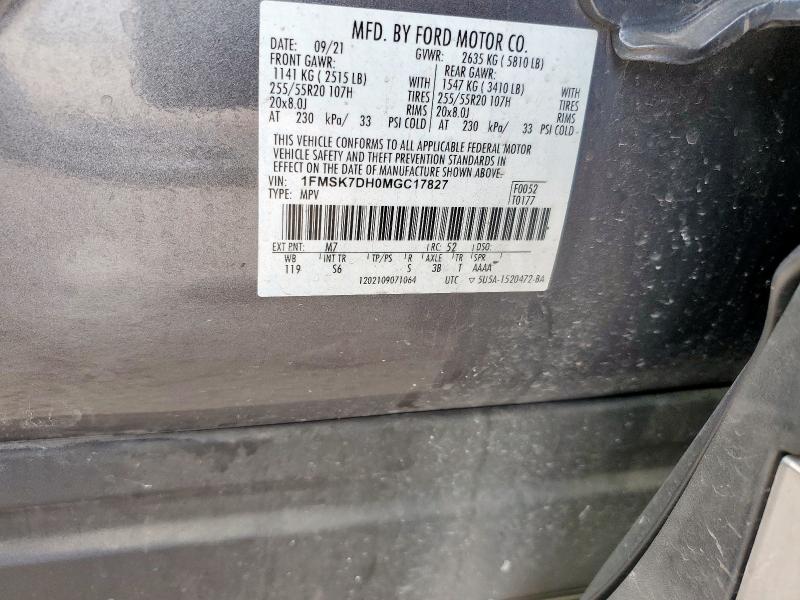 MFD. BY FORD MOTOR CO.
DATE: 09/21 GVWR: 2635 KG ( 5810 LB)
FRONT GAWR: REAR GAWR:
1141 KG ( 2515 LB) WITH 1547 KG ( 3410 LB) WITH
255/55R20 107H TIRES 255/55R20 107H TIRES
20x8.0J RIMS 20x8.0J RIMS
AT 230 kPa/ 33 PSI COLD AT 230 kPa/ 33 PSI COLD
THIS VEHICLE CONFORMS TO ALL APPLICABLE FEDERAL MOTOR
VEHICLE SAFETY AND THEFT PREVENTION STANDARDS IN
EFFECT ON THE DATE OF MANUFACTURE SHOWN ABOVE.
VIN: 1FMSK7DH0MGC17827 F0052
TYPE: MPV T0177
EXT PNT: M7 RC: 52 DSO:
WB INT TR TP/PS R AXLE TR SPR
119 S6 S 3B T AAAA
1202109071064 UTC ▽ 5U5A-1520472-BA